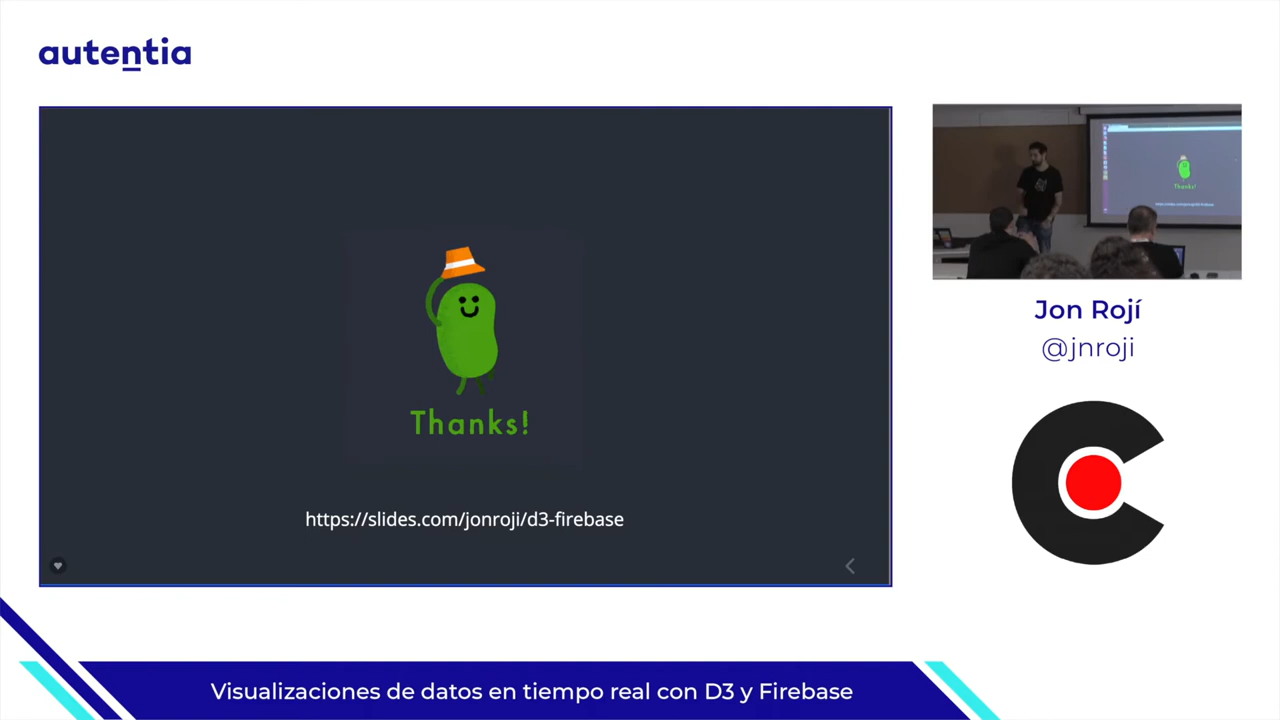 autentia
Thanks!
https://slides.com/jonroji/d3-firebase
Thanks!
Jon Rojí
@jnroji
Visualizaciones de datos en tiempo real con D3 y Firebase